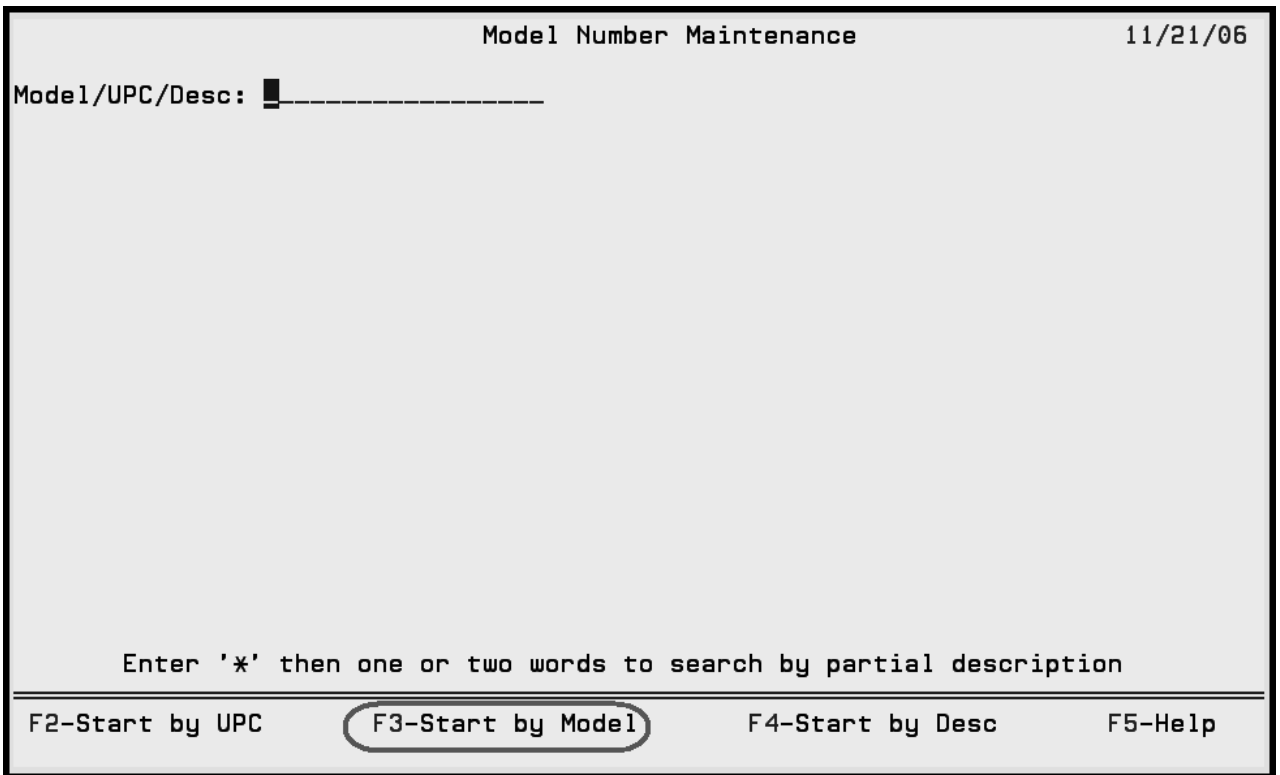 Model Number Maintenance 11/21/06
Model/UPC/Desc: _________________
Enter '*' then one or two words to search by partial description
F2-Start by UPC F3-Start by Model F4-Start by Desc F5-Help